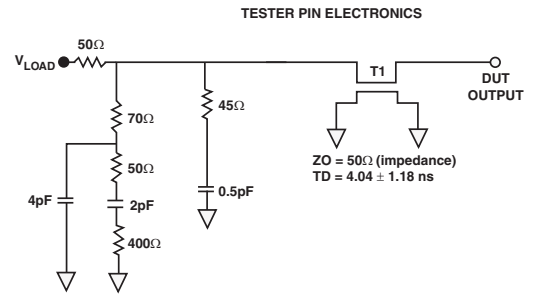 TESTER PIN ELECTRONICS
50Ω
VLOAD
T1
DUT
OUTPUT
70Ω
45Ω
50Ω
ZO = 50Ω (impedance)
TD = 4.04 ± 1.18 ns
4pF
2pF
0.5pF
400Ω